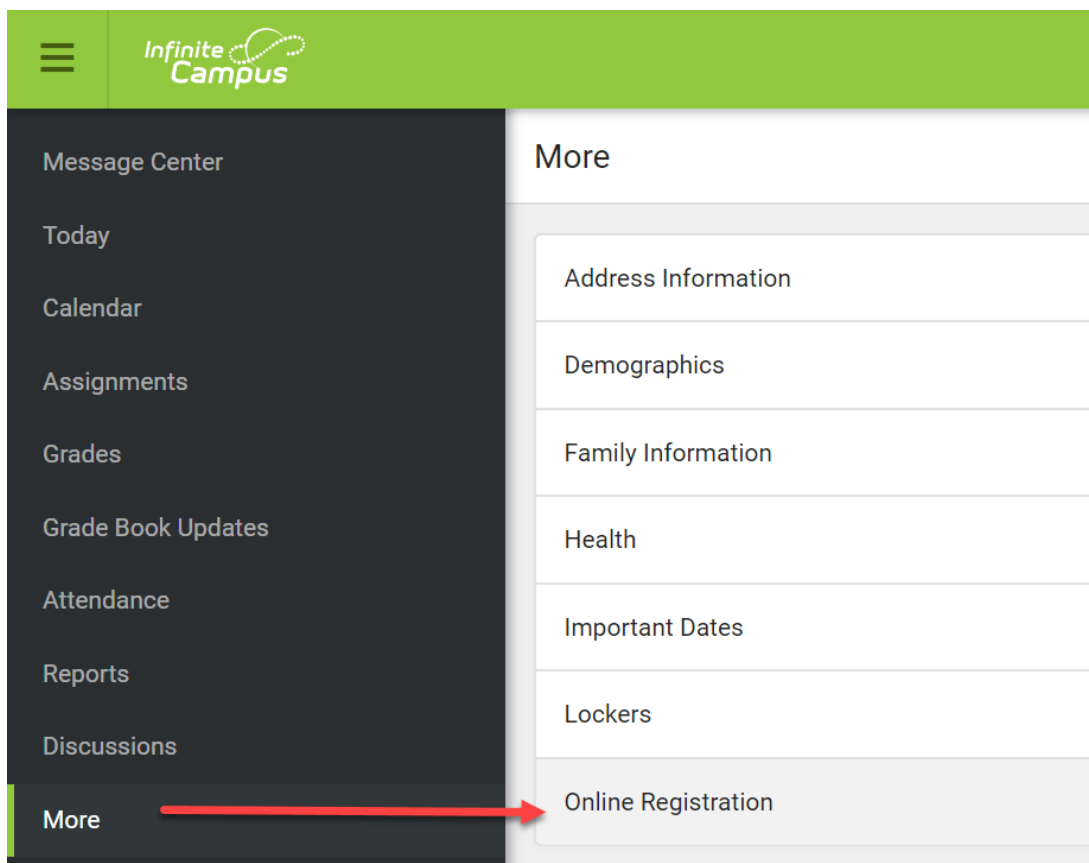 Infinite
Campus
Message Center
Today
Calendar
Assignments
Grades
Grade Book Updates
Attendance
Reports
Discussions
More
More
Address Information
Demographics
Family Information
Health
Important Dates
Lockers
Online Registration